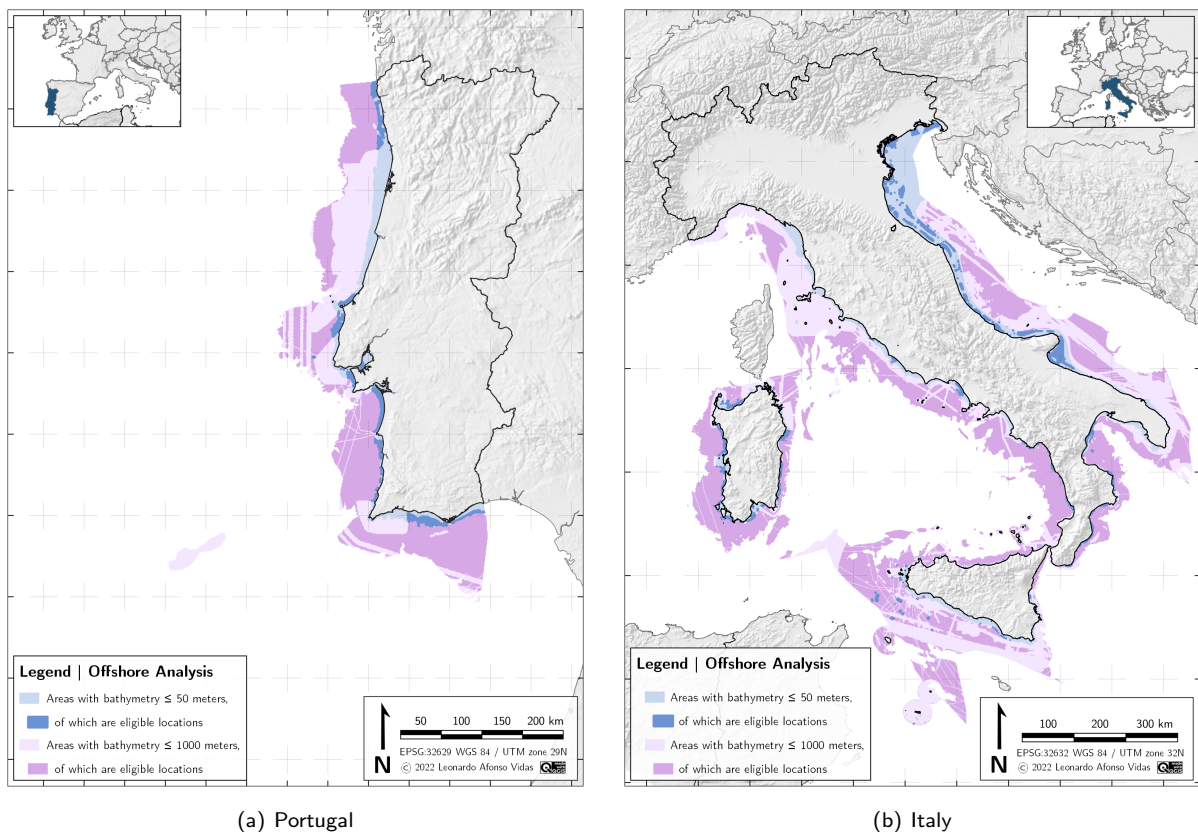 Legend | Offshore Analysis
Areas with bathymetry ≤ 50 meters,
of which are eligible locations
Areas with bathymetry ≤ 1000 meters,
of which are eligible locations
50 100 150 200 km
N
EPSG:32629 WGS 84 / UTM zone 29N
© 2022 Leonardo Afonso Vidas
(a) Portugal
Legend | Offshore Analysis
Areas with bathymetry ≤ 50 meters,
of which are eligible locations
Areas with bathymetry ≤ 1000 meters,
of which are eligible locations
100 200 300 km
N
EPSG:32632 WGS 84 / UTM zone 32N
© 2022 Leonardo Afonso Vidas
(b) Italy